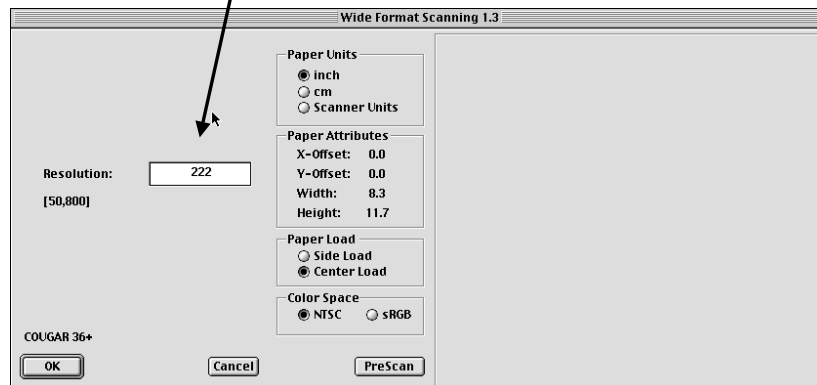 Wide Format Scanning 1.3
Resolution:
222
[50,800]
COUGAR 36+
OK
Cancel
Paper Units
inch
cm
Scanner Units
Paper Attributes
X-Offset: 0.0
Y-Offset: 0.0
Width: 8.3
Height: 11.7
Paper Load
Side Load
Center Load
Color Space
NTSC sRGB
PreScan